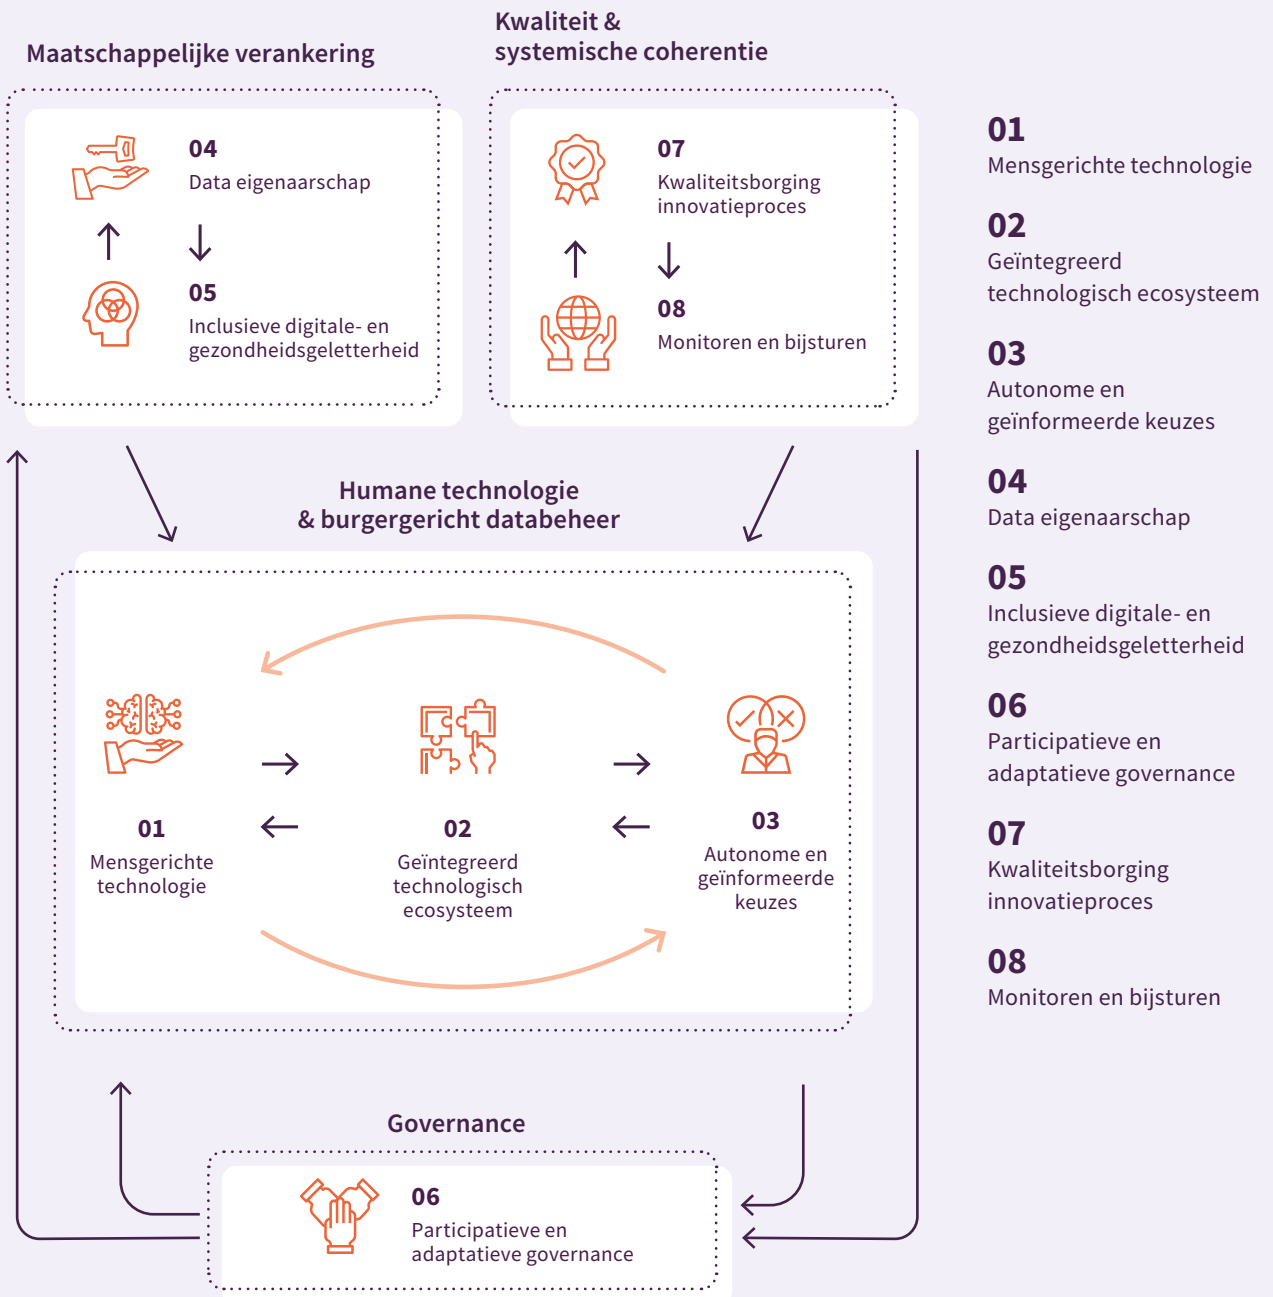 Maatschappelijke verankering
04
Data eigenaarschap
05
Inclusieve digitale- en
gezondheidsgeletterheid
Kwaliteit &
systemische coherentie
07
Kwaliteitsborging
innovatieproces
08
Monitoren en bijsturen
Humane technologie
& burgergericht databeheer
01
Mensgerichte
technologie
02
Geïntegreerd
technologisch
ecosysteem
03
Autonome en
geïnformeerde
keuzes
Governance
06
Participatieve en
adaptatieve governance
01
Mensgerichte technologie
02
Geïntegreerd
technologisch ecosysteem
03
Autonome en
geïnformeerde keuzes
04
Data eigenaarschap
05
Inclusieve digitale- en
gezondheidsgeletterheid
06
Participatieve en
adaptatieve governance
07
Kwaliteitsborging
innovatieproces
08
Monitoren en bijsturen